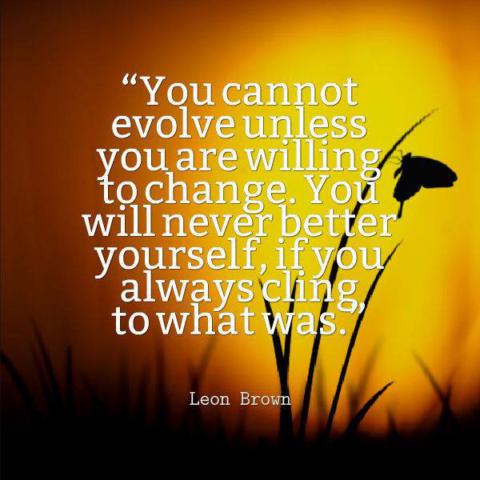 “You cannot
evolve unless
you are willing
to change. You
will never better
yourself, if you
always cling,
to what was.”
Leon Brown